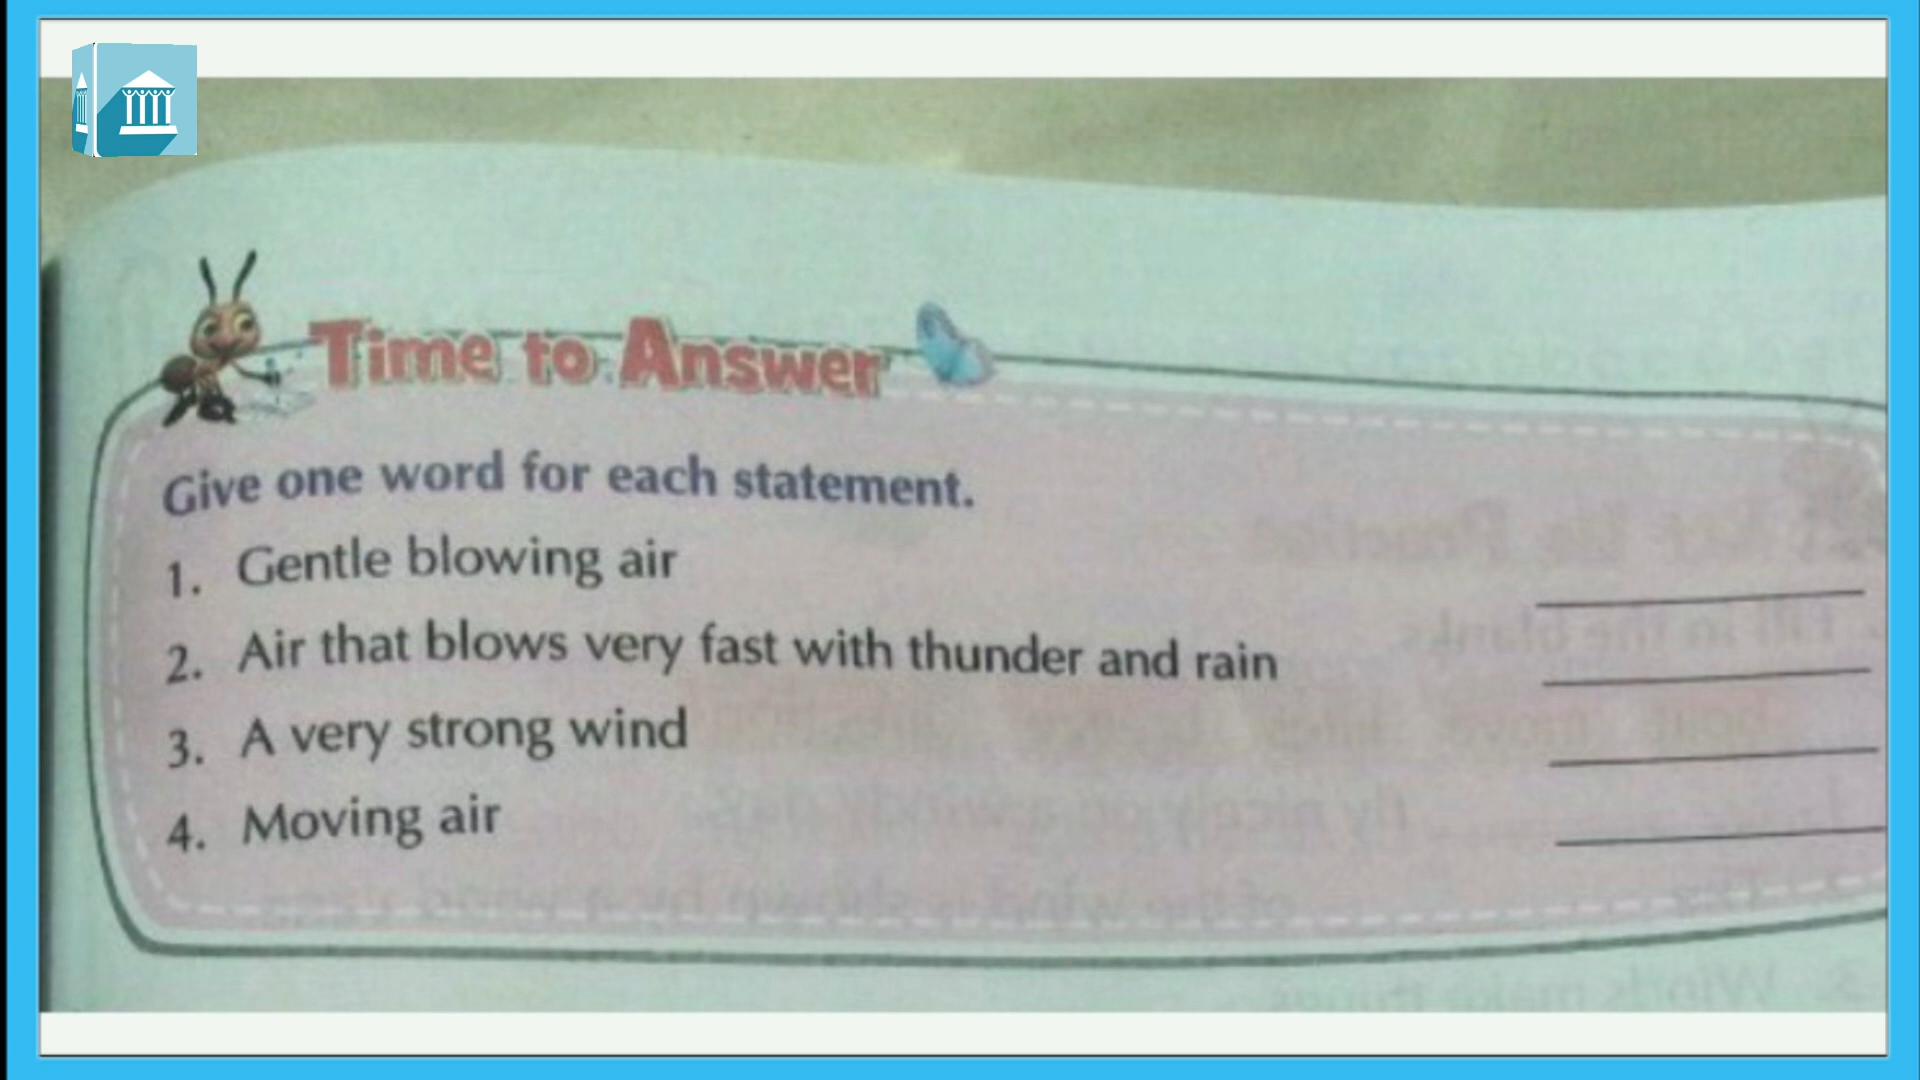 Time to Answer
Give one word for each statement.
1. Gentle blowing air
2. Air that blows very fast with thunder and rain
3. A very strong wind
4. Moving air